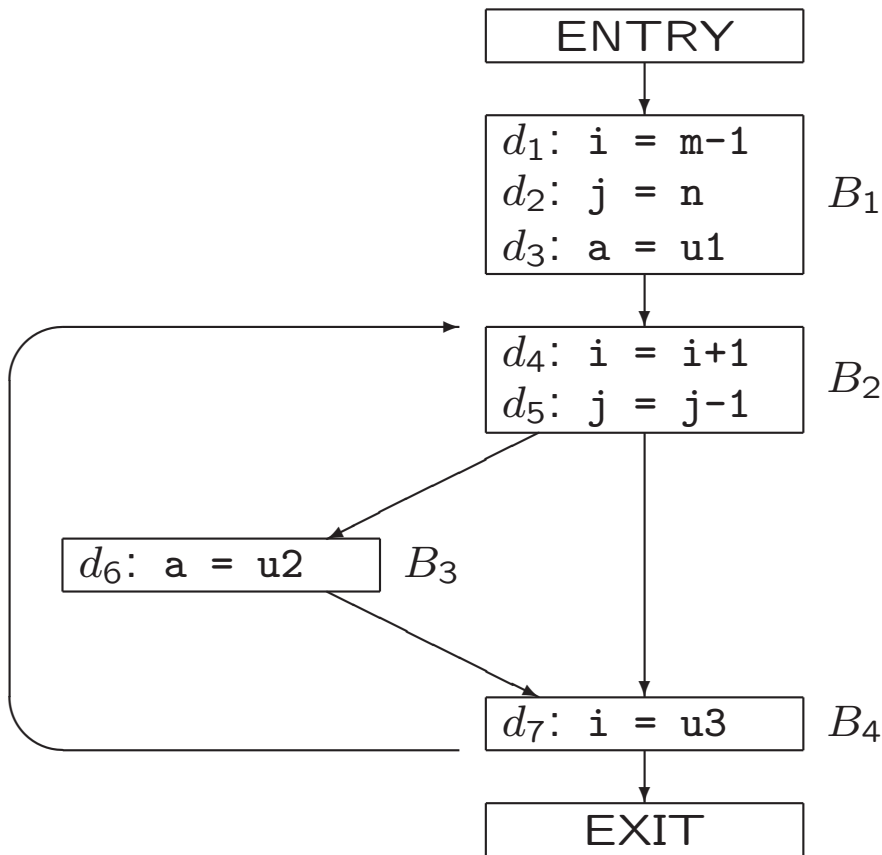 ENTRY
d₁: i = m-1
d₂: j = n
d₃: a = u1
B₁
d₄: i = i+1
d₅: j = j-1
B₂
d₆: a = u2
B₃
d₇: i = u3
B₄
EXIT